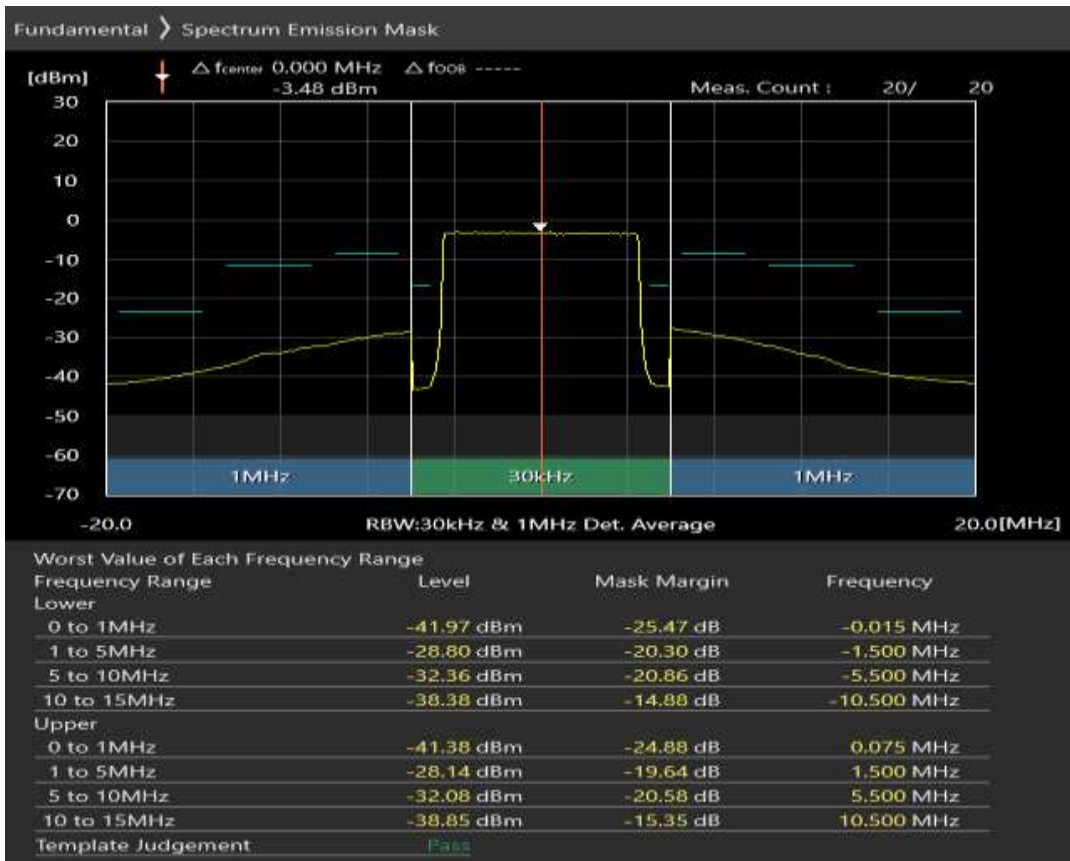 Fundamental ❭ Spectrum Emission Mask
[dBm] △ fcenter 0.000 MHz △ fOOB -----
-3.48 dBm Meas. Count : 20/ 20
30
20
10
0
-10
-20
-30
-40
-50
-60
1MHz 30kHz 1MHz
-70
-20.0 RBW:30kHz & 1MHz Det. Average 20.0[MHz]
Worst Value of Each Frequency Range
Frequency Range Level Mask Margin Frequency
Lower
0 to 1MHz -41.97 dBm -25.47 dB -0.015 MHz
1 to 5MHz -28.80 dBm -20.30 dB -1.500 MHz
5 to 10MHz -32.36 dBm -20.86 dB -5.500 MHz
10 to 15MHz -38.38 dBm -14.88 dB -10.500 MHz
Upper
0 to 1MHz -41.38 dBm -24.88 dB 0.075 MHz
1 to 5MHz -28.14 dBm -19.64 dB 1.500 MHz
5 to 10MHz -32.08 dBm -20.58 dB 5.500 MHz
10 to 15MHz -38.85 dBm -15.35 dB 10.500 MHz
Template Judgement Pass